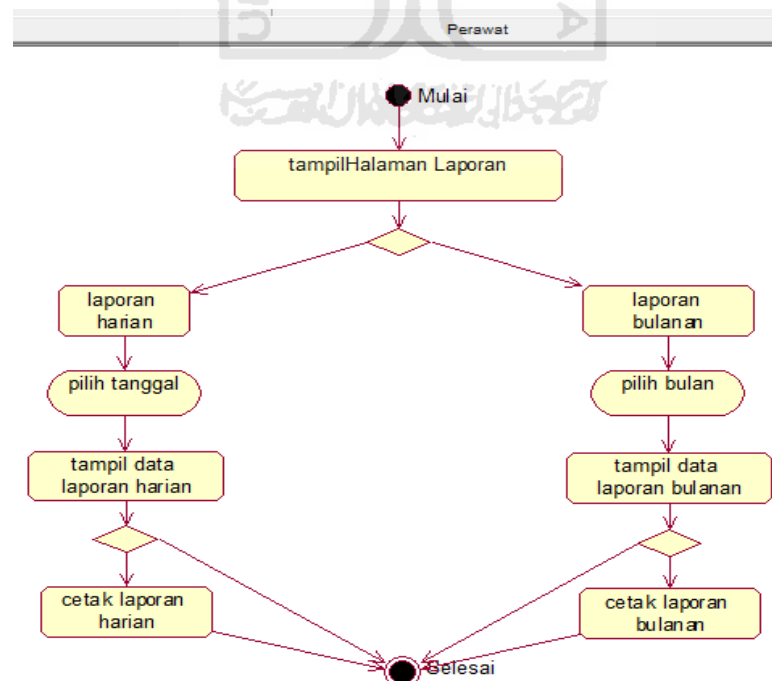 Perawat
Mulai
tampilHalaman Laporan
laporan
harian
laporan
bulanan
pilih tanggal
pilih bulan
tampil data
laporan harian
tampil data
laporan bulanan
cetak laporan
harian
cetak laporan
bulanan
Selesai